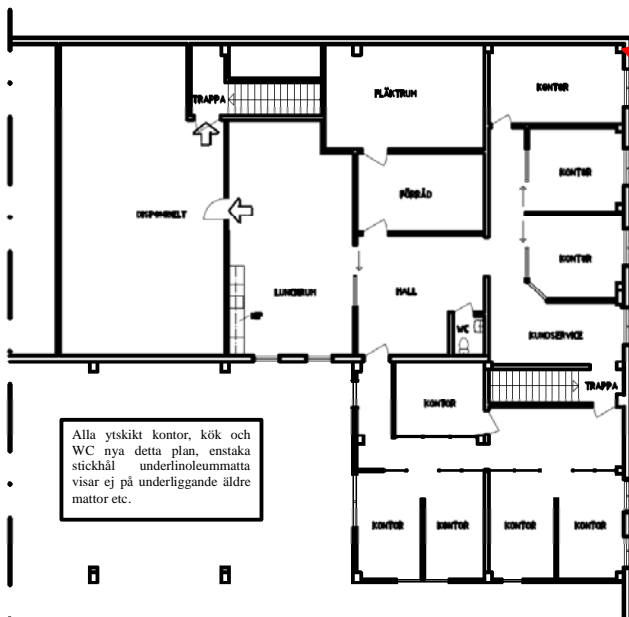 TRAPPA
FLÄKTRUM
KONTOR
KONTOR
FÖRRÅD
DISPONIBELT
KONTOR
LUNCHRUM
HALL
WC
KUNDSERVICE
TRAPPA
KONTOR
Alla ytskikt kontor, kök och
WC nya detta plan, enstaka
stickhål underlinoleummatta
visar ej på underliggande äldre
mattor etc.
KONTOR
KONTOR
KONTOR
KONTOR